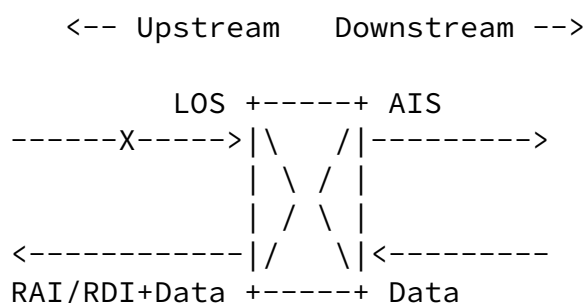 <-- Upstream   Downstream -->
LOS +-----+ AIS
------X----->|\   /|--------->
| \ / |
| / \ |
<------------|/   \|<---------
RAI/RDI+Data +-----+ Data